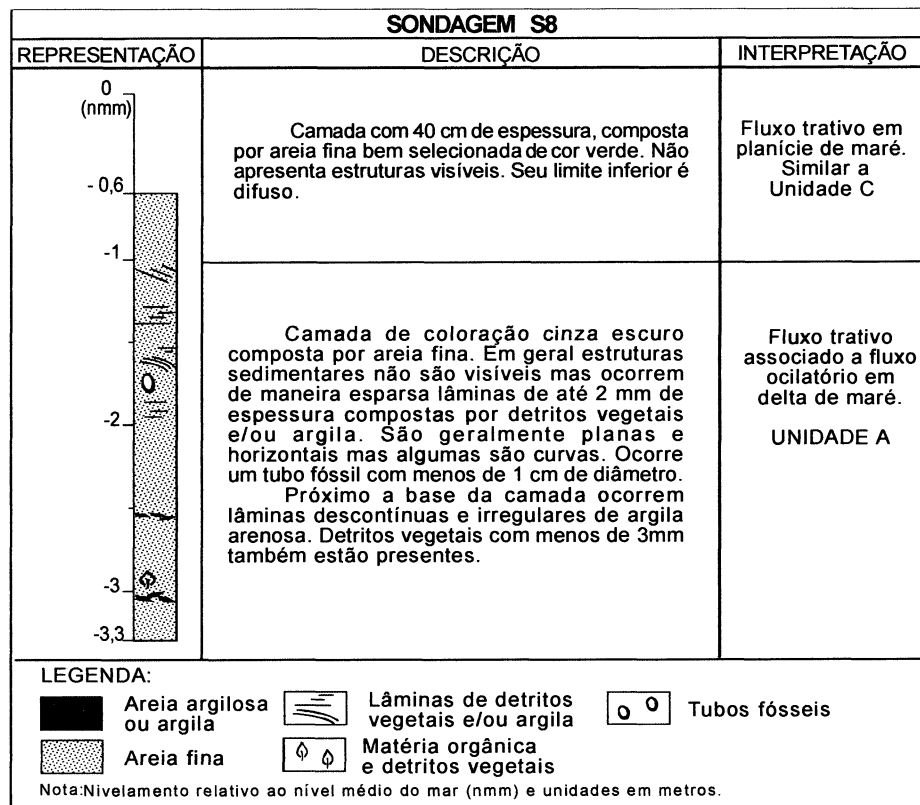 SONDAGEM S8
REPRESENTAÇÃO
DESCRIÇÃO
INTERPRETAÇÃO
0
(nmm)
- 0,6
-1
-2
-3
-3,3
Camada com 40 cm de espessura, composta
por areia fina bem selecionada de cor verde. Não
apresenta estruturas visíveis. Seu limite inferior é
difuso.
Fluxo trativo em
planície de maré.
Similar a
Unidade C
Camada de coloração cinza escuro
composta por areia fina. Em geral estruturas
sedimentares não são visíveis mas ocorrem
de maneira esparsa lâminas de até 2 mm de
espessura compostas por detritos vegetais
e/ou argila. São geralmente planas e
horizontais mas algumas são curvas. Ocorre
um tubo fóssil com menos de 1 cm de diâmetro.
Próximo a base da camada ocorrem
lâminas descontínuas e irregulares de argila
arenosa. Detritos vegetais com menos de 3mm
também estão presentes.
Fluxo trativo
associado a fluxo
ocilatório em
delta de maré.
UNIDADE A
LEGENDA:
Areia argilosa
ou argila
Lâminas de detritos
vegetais e/ou argila
Tubos fósseis
Areia fina
Matéria orgânica
e detritos vegetais
Nota:Nivelamento relativo ao nível médio do mar (nmm) e unidades em metros.